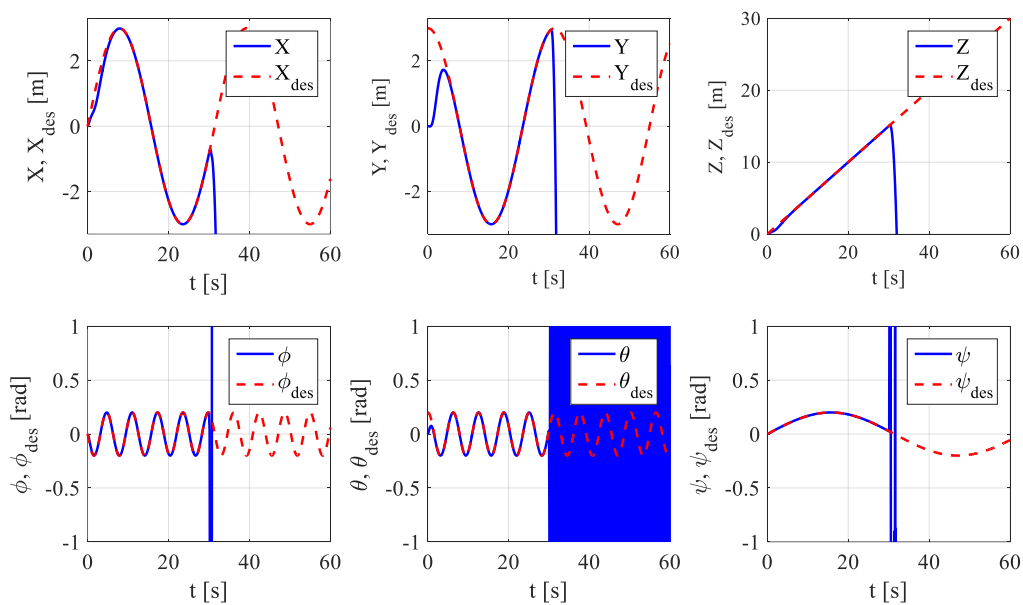 X, X_des [m]
2
0
-2
0
20
40
60
t [s]
X
X_des
Y, Y_des [m]
2
0
-2
0
20
40
60
t [s]
Y
Y_des
Z, Z_des [m]
30
20
10
0
0
20
40
60
t [s]
Z
Z_des
ϕ, ϕ_des [rad]
1
0.5
0
-0.5
-1
0
20
40
60
t [s]
ϕ
ϕ_des
θ, θ_des [rad]
1
0.5
0
-0.5
-1
0
20
40
60
t [s]
θ
θ_des
ψ, ψ_des [rad]
1
0.5
0
-0.5
-1
0
20
40
60
t [s]
ψ
ψ_des